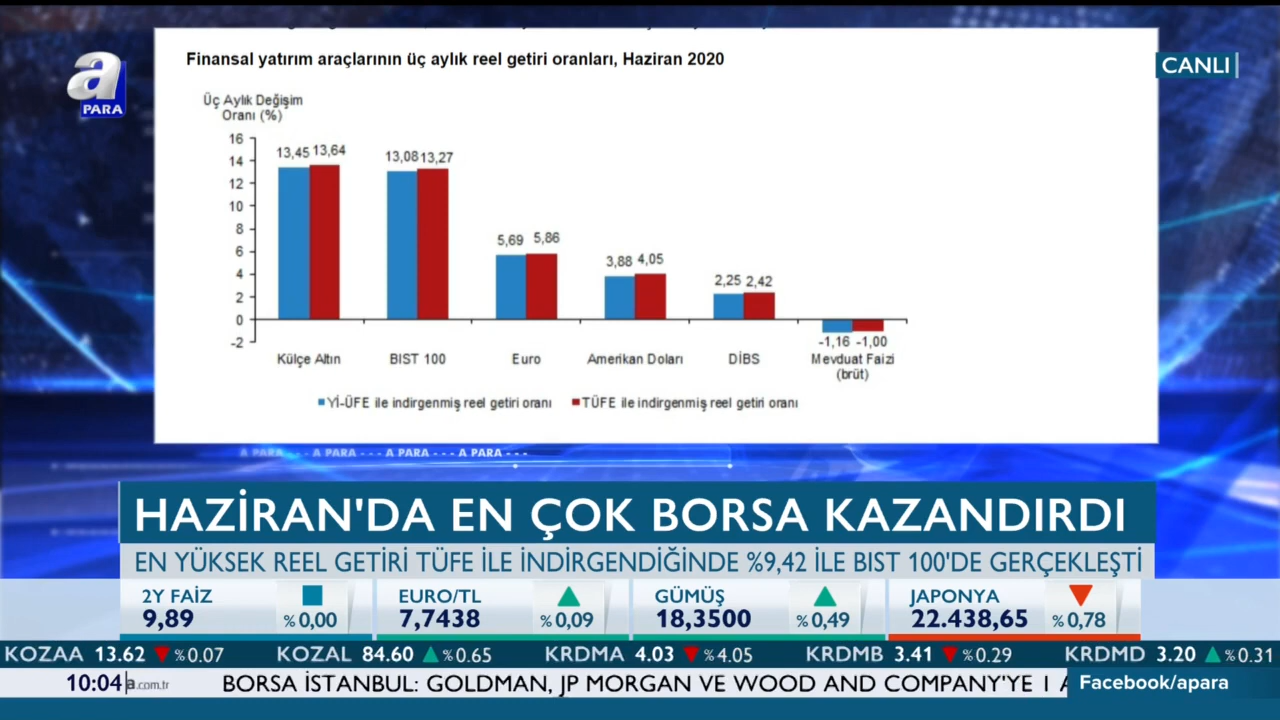 Finansal yatırım araçlarının üç aylık reel getiri oranları, Haziran 2020
CANLI
a
PARA
Üç Aylık Değişim
Oranı (%)
16
14
12
10
8
6
4
2
0
-2
13,45 13,64
13,08 13,27
5,69 5,86
3,88 4,05
2,25 2,42
-1,16 -1,00
Külçe Altın
BIST 100
Euro
Amerikan Doları
DİBS
Mevduat Faizi
(brüt)
Yİ-ÜFE ile indirgenmiş reel getiri oranı
TÜFE ile indirgenmiş reel getiri oranı
A PARA - - - A PARA - - - A PARA - - - A PARA - - -
HAZİRAN'DA EN ÇOK BORSA KAZANDIRDI
EN YÜKSEK REEL GETİRİ TÜFE İLE İNDİRGENDİĞİNDE %9,42 İLE BIST 100'DE GERÇEKLEŞTİ
2Y FAİZ
9,89 %0,00
EURO/TL
7,7438 %0,09
GÜMÜŞ
18,3500 %0,49
JAPONYA
22.438,65 %0,78
KOZAA 13.62 %0.07 KOZAL 84.60 %0.65 KRDMA 4.03 %4.05 KRDMB 3.41 %0.29 KRDMD 3.20 %0.31
10:04 a.com.tr BORSA İSTANBUL: GOLDMAN, JP MORGAN VE WOOD AND COMPANY'YE 1 Facebook/apara